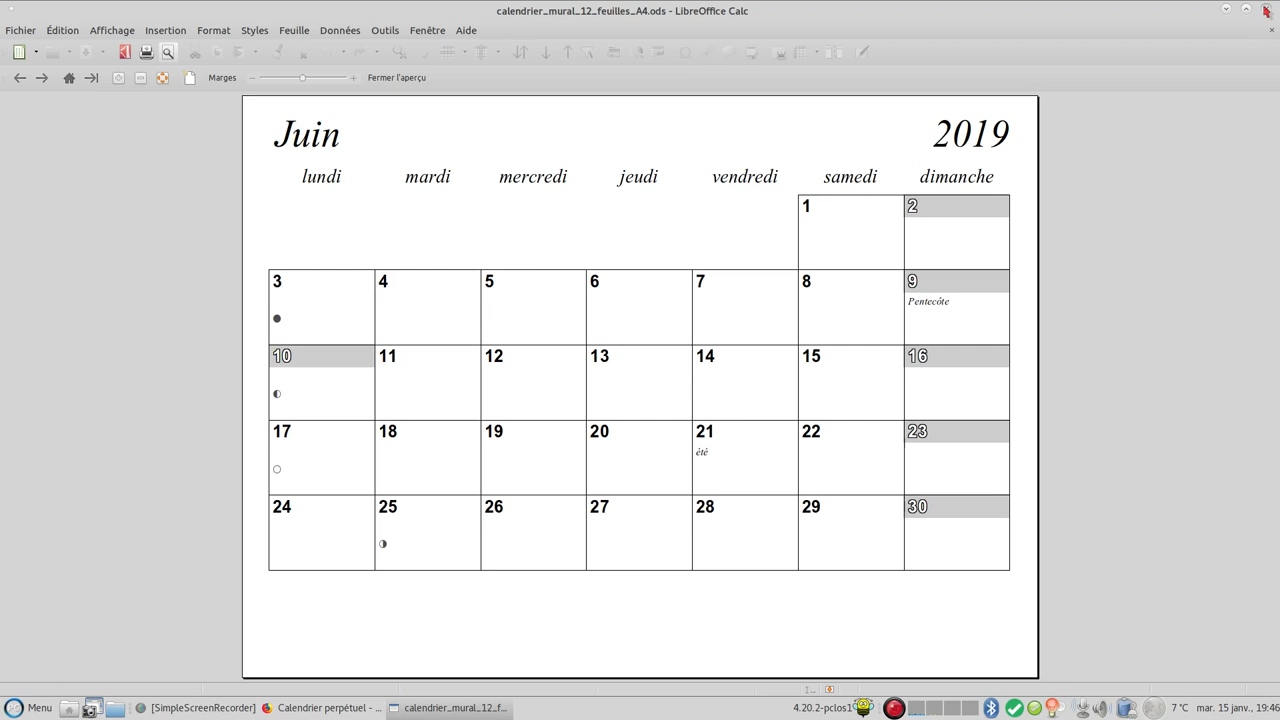 calendrier_mural_12_feuilles_A4.ods - LibreOffice Calc
Fichier Édition Affichage Insertion Format Styles Feuille Données Outils Fenêtre Aide
Marges Fermer l'aperçu
Juin 2019
lundi mardi mercredi jeudi vendredi samedi dimanche
1 2
3 4 5 6 7 8 9
Pentecôte
10 11 12 13 14 15 16
17 18 19 20 21 22 23
été
24 25 26 27 28 29 30
Menu [SimpleScreenRecorder] Calendrier perpétuel - ... calendrier_mural_12_f... 4.20.2-pclos1 7 °C mar. 15 janv., 19:46